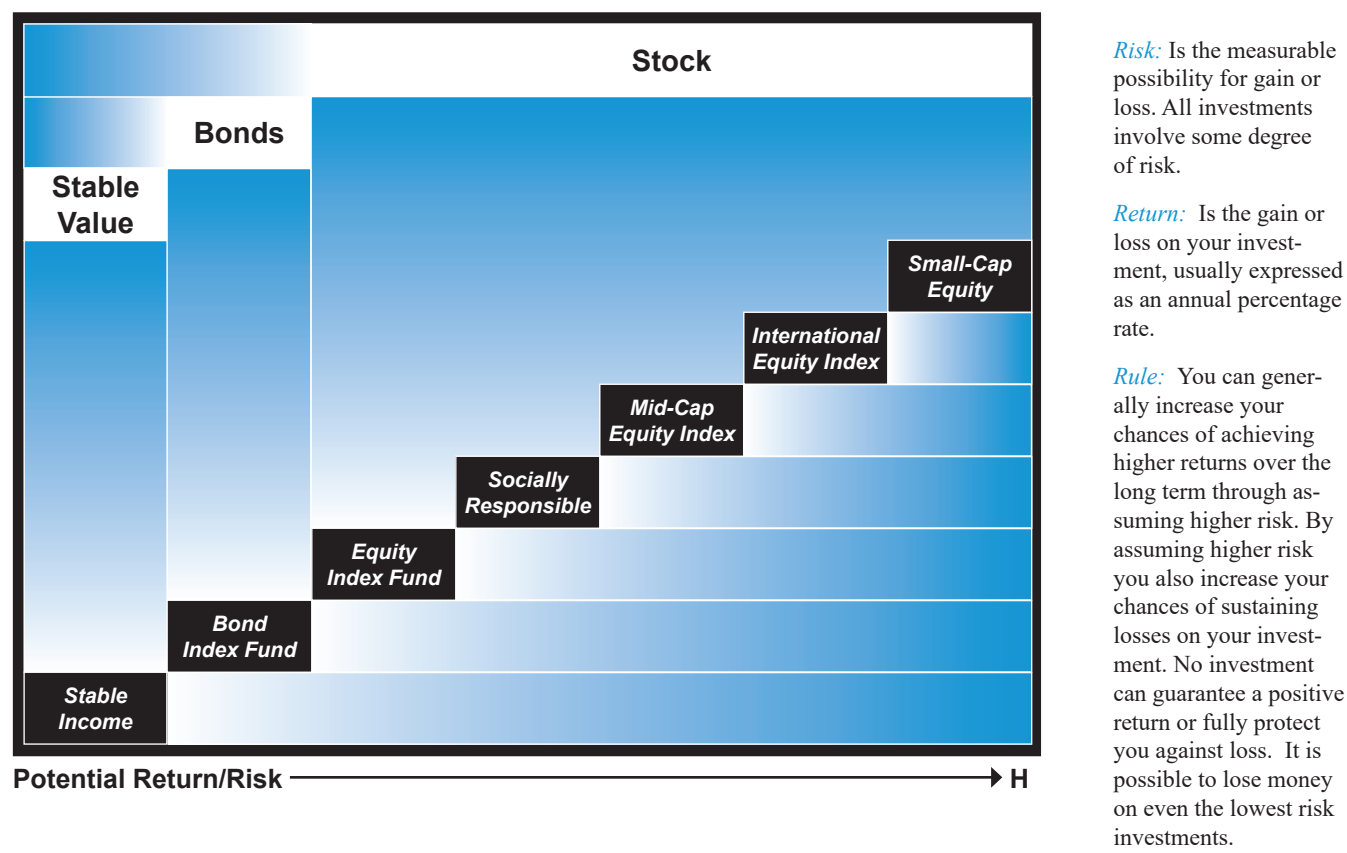 Stock
Bonds
Stable
Value
Small-Cap
Equity
International
Equity Index
Mid-Cap
Equity Index
Socially
Responsible
Equity
Index Fund
Bond
Index Fund
Stable
Income
Potential Return/Risk H
Risk: Is the measurable
possibility for gain or
loss. All investments
involve some degree
of risk.
Return: Is the gain or
loss on your invest-
ment, usually expressed
as an annual percentage
rate.
Rule: You can gener-
ally increase your
chances of achieving
higher returns over the
long term through as-
suming higher risk. By
assuming higher risk
you also increase your
chances of sustaining
losses on your invest-
ment. No investment
can guarantee a positive
return or fully protect
you against loss. It is
possible to lose money
on even the lowest risk
investments.